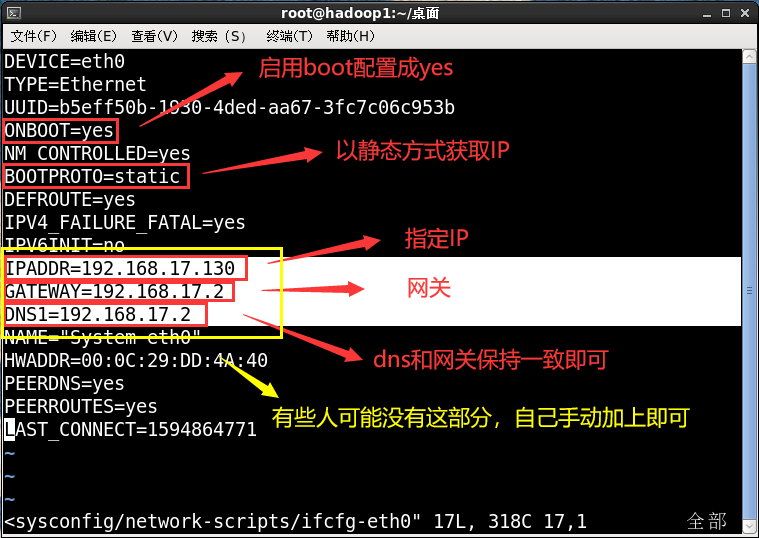 root@hadoop1:~/桌面
文件(F) 编辑(E) 查看(V) 搜索(S) 终端(T) 帮助(H)
DEVICE=eth0
启用boot配置成yes
TYPE=Ethernet
UUID=b5eff50b-1930-4ded-aa67-3fc7c06c953b
ONBOOT=yes
NM_CONTROLLED=yes
以静态方式获取IP
BOOTPROTO=static
DEFROUTE=yes
IPV4_FAILURE_FATAL=yes
指定IP
IPV6INIT=no
IPADDR=192.168.17.130
GATEWAY=192.168.17.2
网关
DNS1=192.168.17.2
NAME="System eth0"
HWADDR=00:0C:29:DD:4A:40
dns和网关保持一致即可
PEERDNS=yes
PEERROUTES=yes
有些人可能没有这部分，自己手动加上即可
LAST_CONNECT=1594864771
~
~
~
<sysconfig/network-scripts/ifcfg-eth0" 17L, 318C 17,1 全部